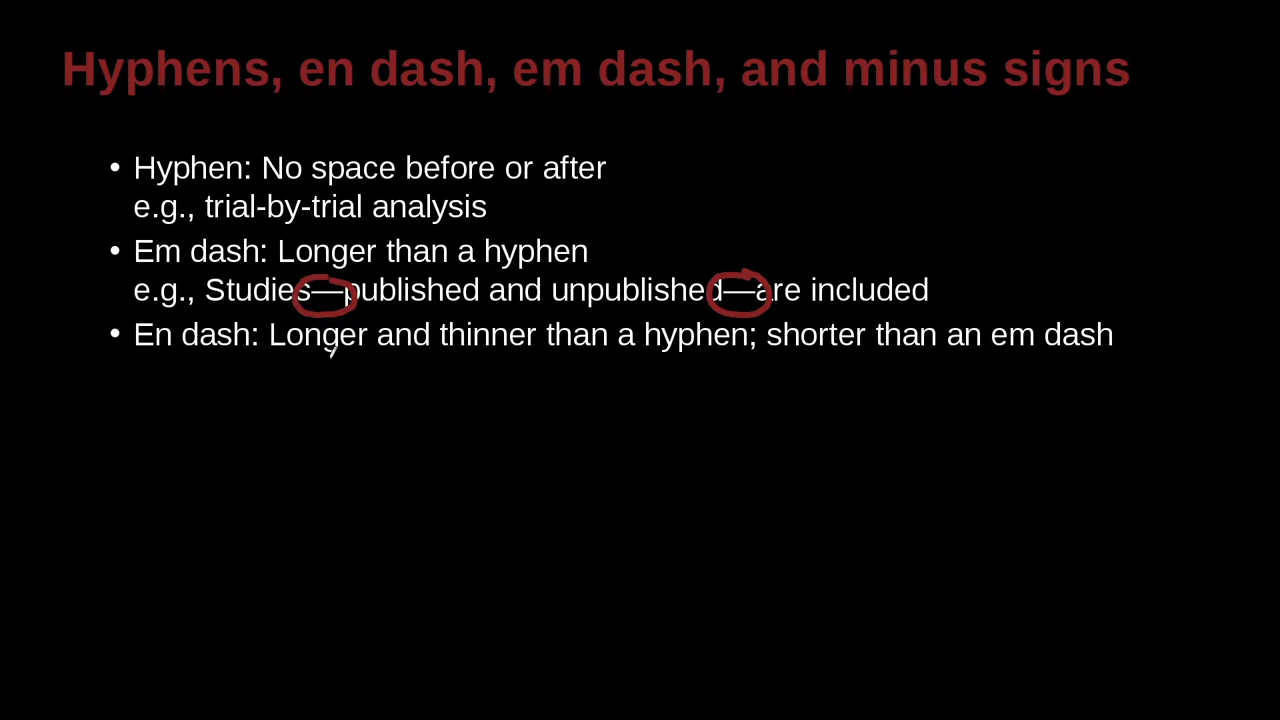 Hyphens, en dash, em dash, and minus signs
• Hyphen: No space before or after
e.g., trial-by-trial analysis
• Em dash: Longer than a hyphen
e.g., Studies—published and unpublished—are included
• En dash: Longer and thinner than a hyphen; shorter than an em dash